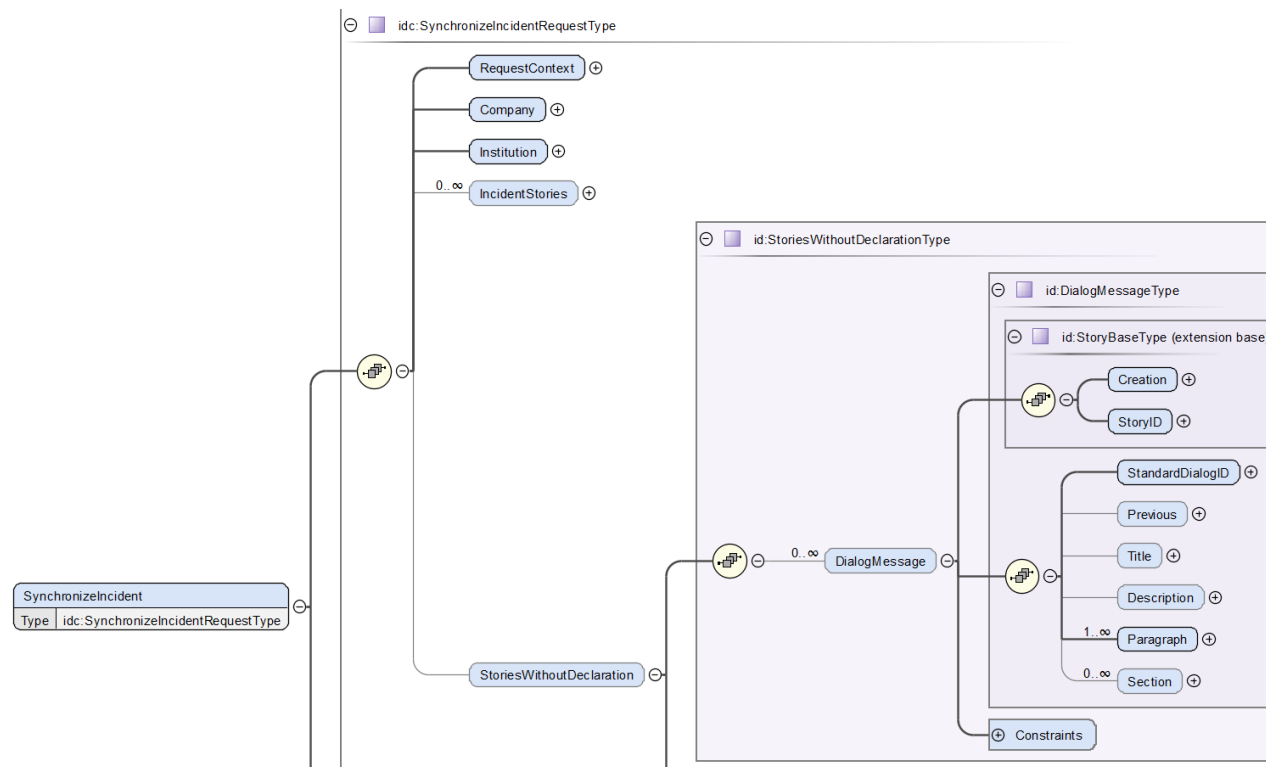 idc:SynchronizeIncidentRequestType
RequestContext
Company
Institution
0..∞
IncidentStories
id:StoriesWithoutDeclarationType
id:DialogMessageType
id:StoryBaseType (extension base)
Creation
StoryID
StandardDialogID
Previous
Title
Description
1..∞
Paragraph
0..∞
Section
0..∞
DialogMessage
Constraints
StoriesWithoutDeclaration
SynchronizeIncident
Type idc:SynchronizeIncidentRequestType